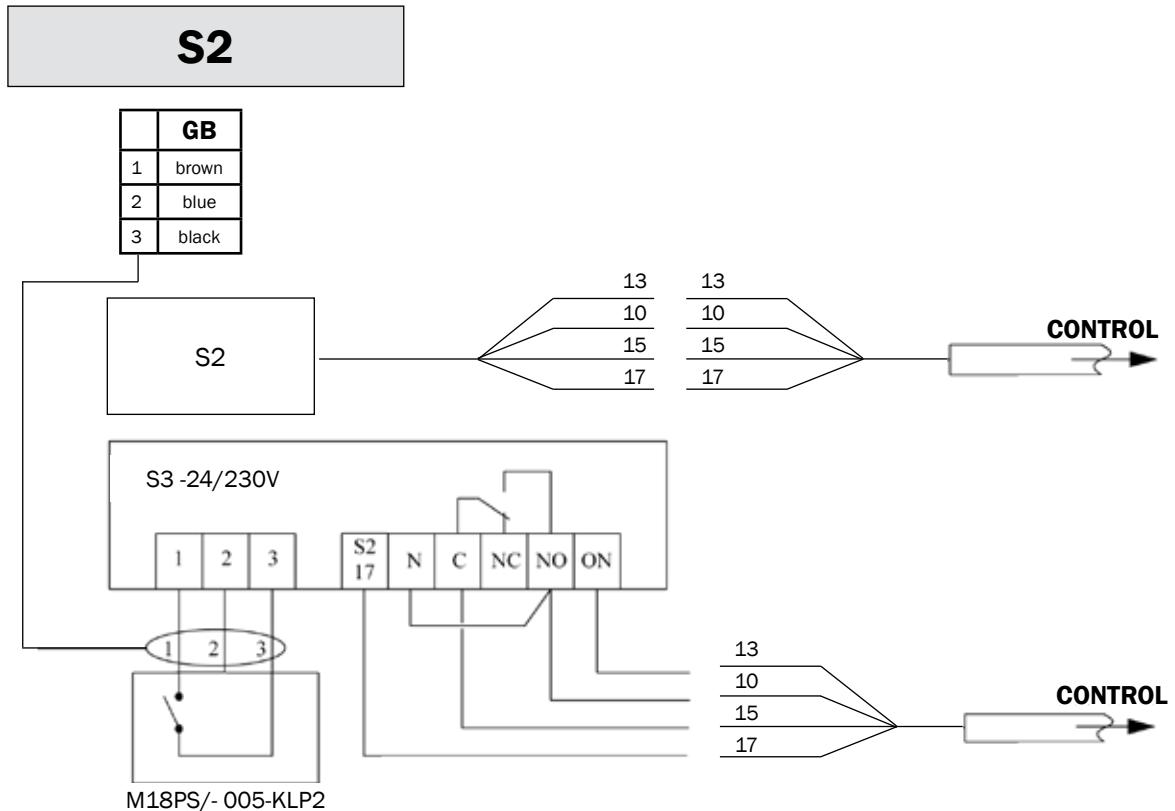 S2
GB
1 brown
2 blue
3 black
13 13
10 10
15 15
17 17
CONTROL
S2
S3 -24/230V
1 2 3 S2 17 N C NC NO ON
1 2 3
13
10
15
17
CONTROL
M18PS/- 005-KLP2